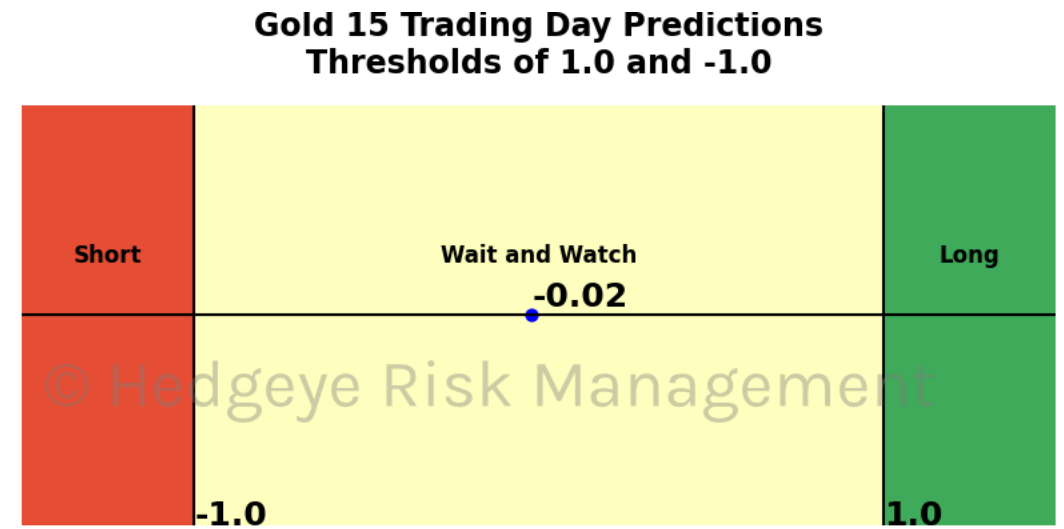 Gold 15 Trading Day Predictions
Thresholds of 1.0 and -1.0
Short
Wait and Watch
Long
-0.02
© Hedgeye Risk Management
-1.0
1.0